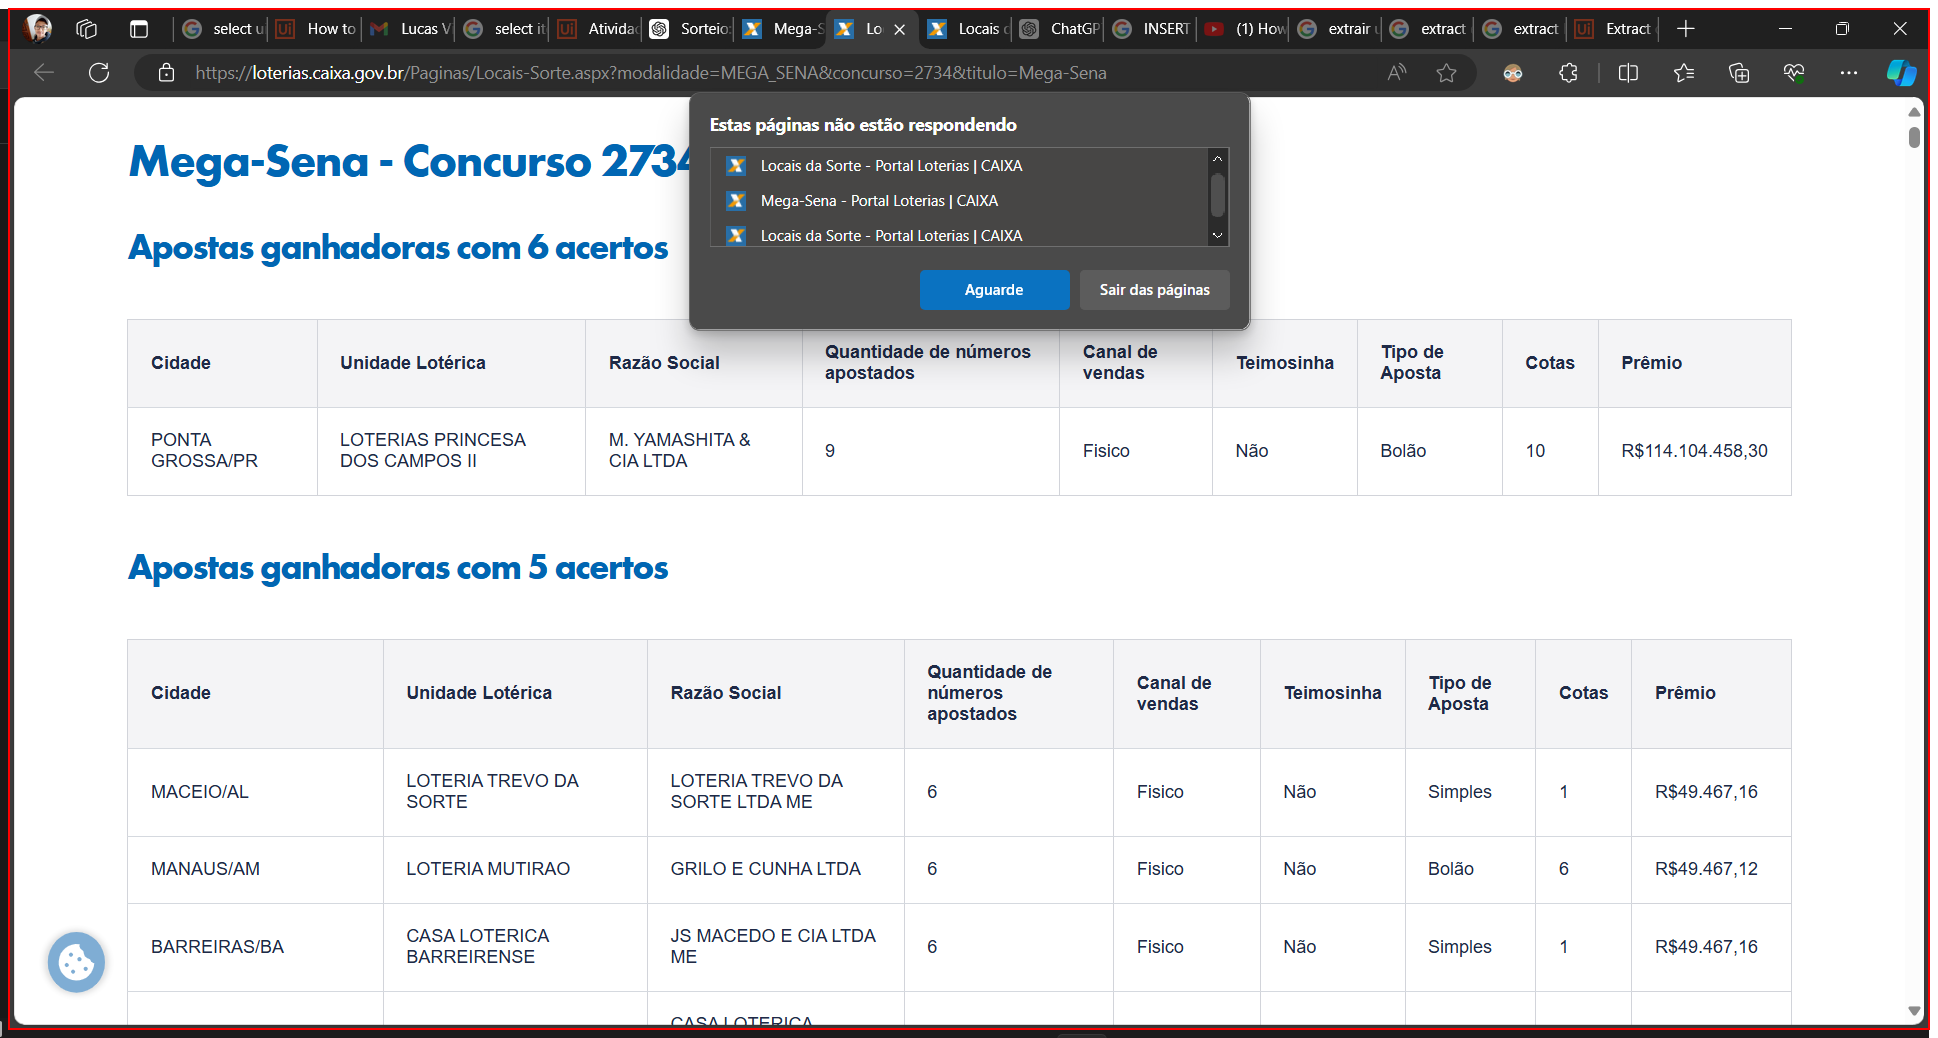 select u
How to
Lucas V
select it
Ativida
Sorteio:
Mega-S
Lo
Locais
ChatGP
INSERT
(1) How
extrair
extract
extract
Extract
https://loterias.caixa.gov.br/Paginas/Locais-Sorte.aspx?modalidade=MEGA_SENA&concurso=2734&titulo=Mega-Sena
Estas páginas não estão respondendo
Locais da Sorte - Portal Loterias | CAIXA
Mega-Sena - Portal Loterias | CAIXA
Locais da Sorte - Portal Loterias | CAIXA
Aguarde
Sair das páginas
Mega-Sena - Concurso 2734
Apostas ganhadoras com 6 acertos
Cidade
Unidade Lotérica
Razão Social
Quantidade de números
apostados
Canal de
vendas
Teimosinha
Tipo de
Aposta
Cotas
Prêmio
PONTA
GROSSA/PR
LOTERIAS PRINCESA
DOS CAMPOS II
M. YAMASHITA &
CIA LTDA
9
Fisico
Não
Bolão
10
R$114.104.458,30
Apostas ganhadoras com 5 acertos
Cidade
Unidade Lotérica
Razão Social
Quantidade de
números
apostados
Canal de
vendas
Teimosinha
Tipo de
Aposta
Cotas
Prêmio
MACEIO/AL
LOTERIA TREVO DA
SORTE
LOTERIA TREVO DA
SORTE LTDA ME
6
Fisico
Não
Simples
1
R$49.467,16
MANAUS/AM
LOTERIA MUTIRAO
GRILO E CUNHA LTDA
6
Fisico
Não
Bolão
6
R$49.467,12
BARREIRAS/BA
CASA LOTERICA
BARREIRENSE
JS MACEDO E CIA LTDA
ME
6
Fisico
Não
Simples
1
R$49.467,16
CASA LOTERICA